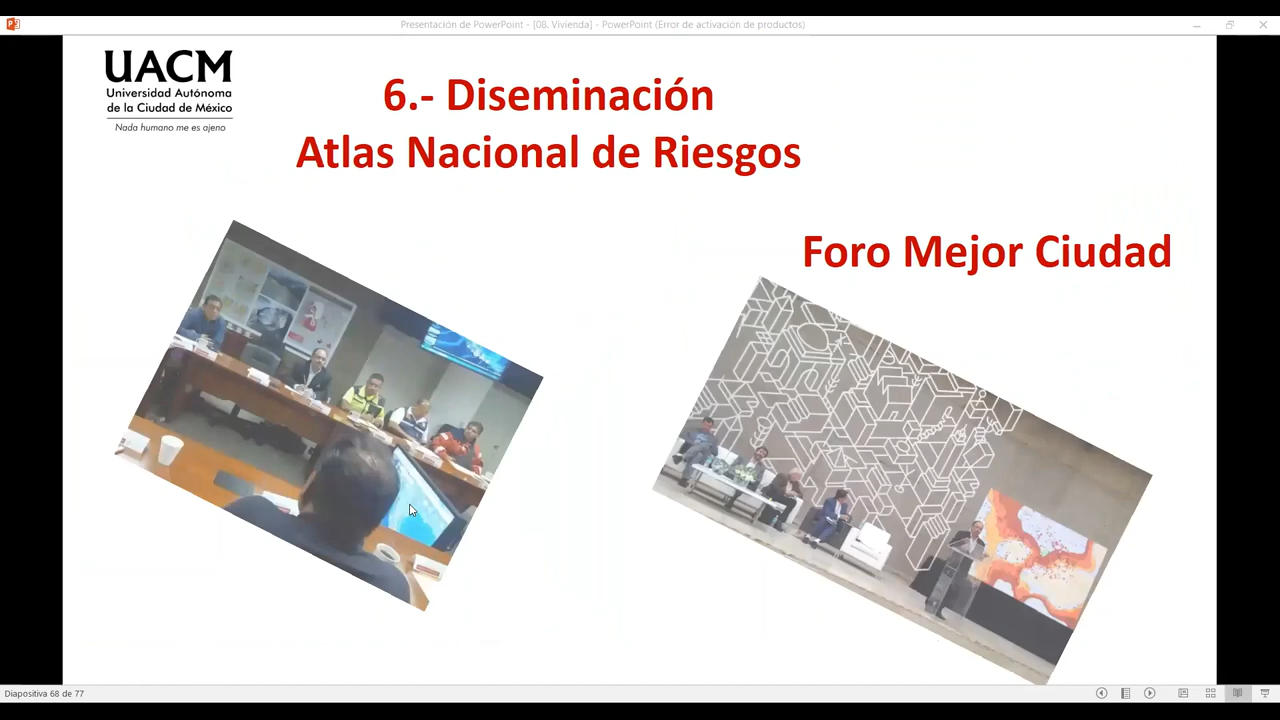 Presentación de PowerPoint - [08. Vivienda] - PowerPoint (Error de activación de productos)
UACM
Universidad Autónoma
de la Ciudad de México
Nada humano me es ajeno
6.- Diseminación
Atlas Nacional de Riesgos
Foro Mejor Ciudad
Diapositiva 68 de 77